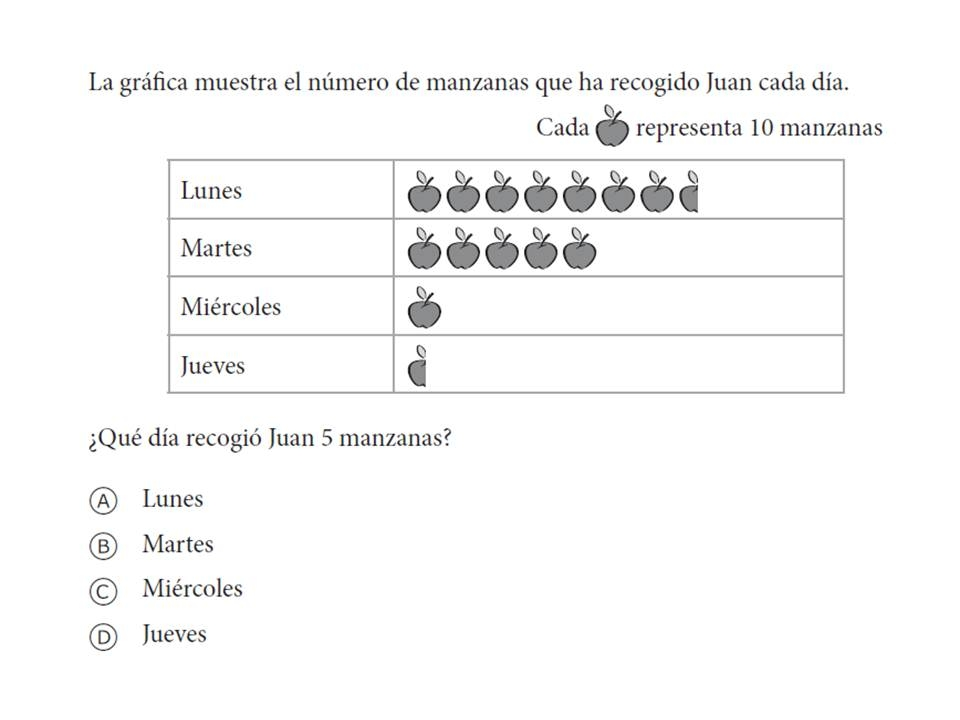 La gráfica muestra el número de manzanas que ha recogido Juan cada día.
Cada representa 10 manzanas
Lunes
Martes
Miércoles
Jueves
¿Qué día recogió Juan 5 manzanas?
A Lunes
B Martes
C Miércoles
D Jueves